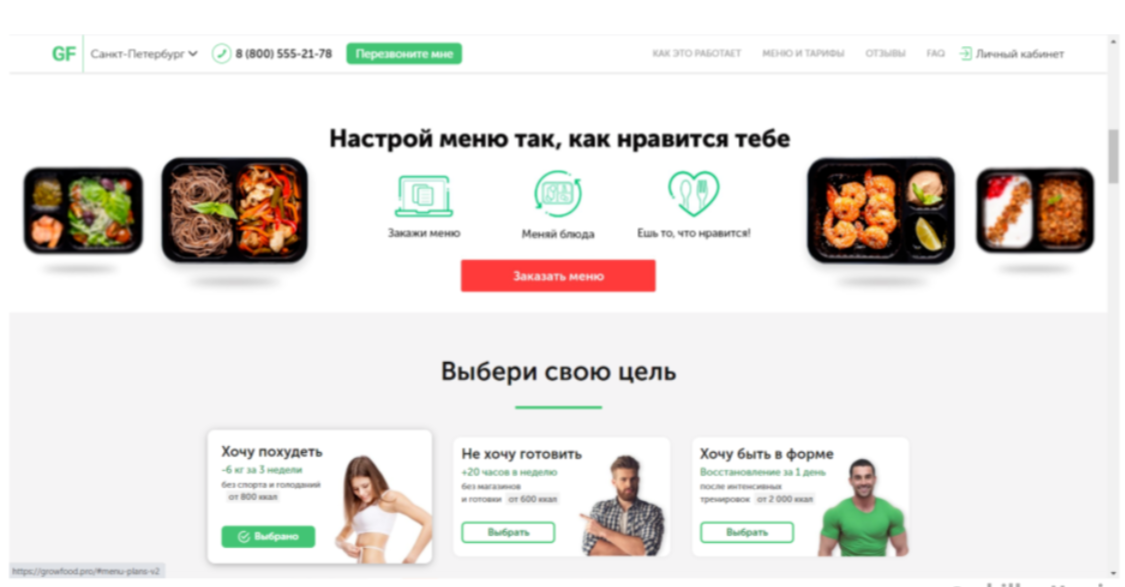 GF
Санкт-Петербург
8 (800) 555-21-78
Перезвоните мне
КАК ЭТО РАБОТАЕТ
МЕНЮ И ТАРИФЫ
ОТЗЫВЫ
FAQ
Личный кабинет
Настрой меню так, как нравится тебе
Закажи меню
Меняй блюда
Ешь то, что нравится!
Заказать меню
Выбери свою цель
Хочу похудеть
-6 кг за 3 недели
без спорта и голоданий
от 800 ккал
Выбрано
Не хочу готовить
+20 часов в неделю
без магазинов
и готовки от 600 ккал
Выбрать
Хочу быть в форме
Восстановление за 1 день
после интенсивных
тренировок от 2 000 ккал
Выбрать
https://growfood.pro/#menu-plans-v2